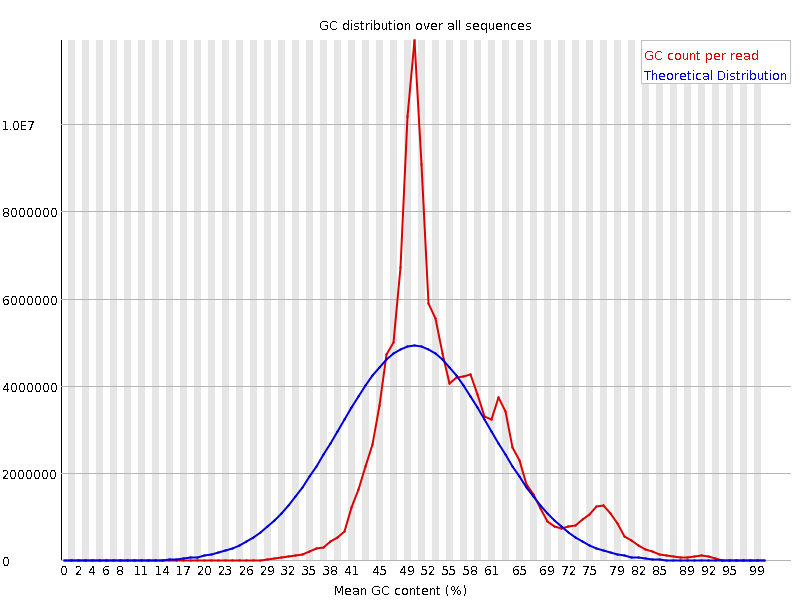 GC distribution over all sequences
GC count per read
Theoretical Distribution
1.0E7
8000000
6000000
4000000
2000000
0
0 2 4 6 8 11 14 17 20 23 26 29 32 35 38 41 45 49 52 55 58 61 65 69 72 75 79 82 85 89 92 95 99
Mean GC content (%)